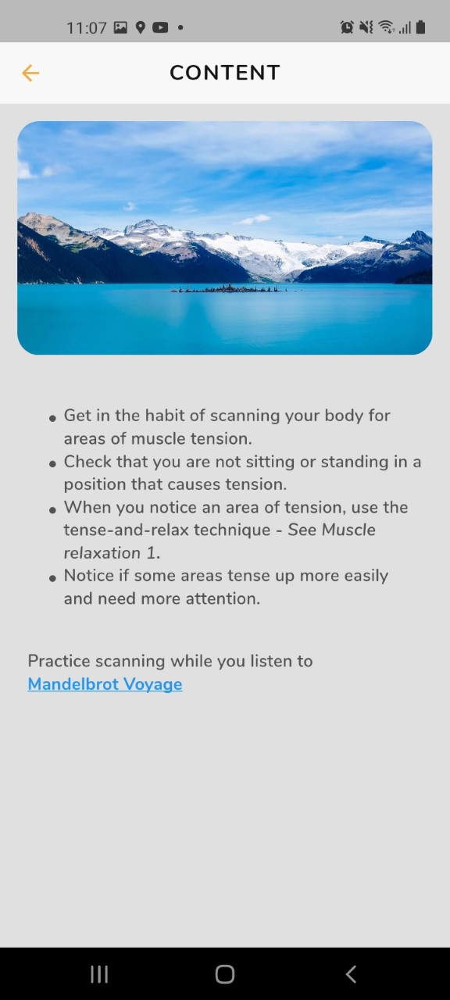 11:07
CONTENT
• Get in the habit of scanning your body for
areas of muscle tension.
• Check that you are not sitting or standing in a
position that causes tension.
• When you notice an area of tension, use the
tense-and-relax technique - See Muscle
relaxation 1.
• Notice if some areas tense up more easily
and need more attention.
Practice scanning while you listen to
Mandelbrot Voyage